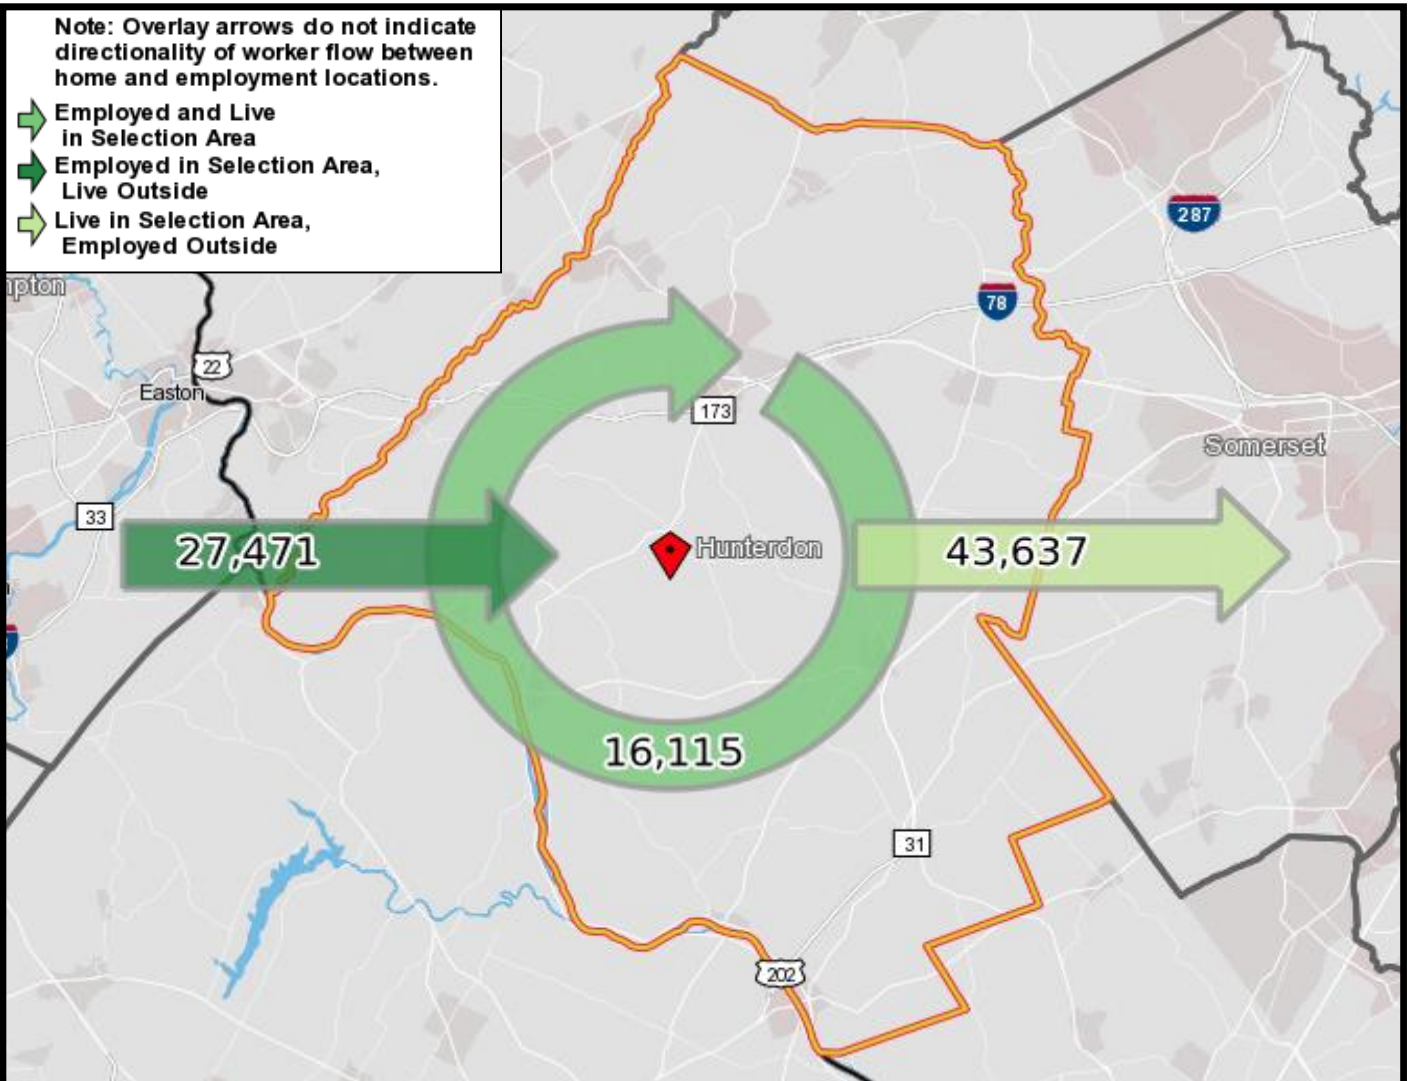 Note: Overlay arrows do not indicate
directionality of worker flow between
home and employment locations.
Employed and Live
in Selection Area
Employed in Selection Area,
Live Outside
Live in Selection Area,
Employed Outside
287
mpton
78
22
Easton
173
Somerset
33
27,471
Hunterdon
43,637
16,115
31
202